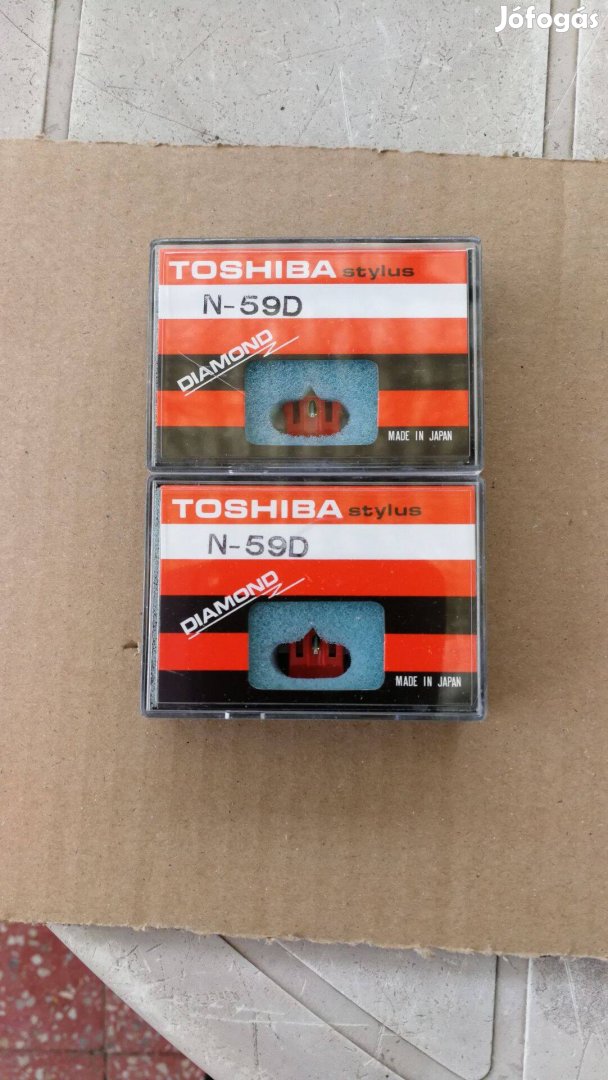 Jófogás
TOSHIBA stylus
N-59D
DIAMOND
MADE IN JAPAN
TOSHIBA stylus
N-59D
DIAMOND
MADE IN JAPAN